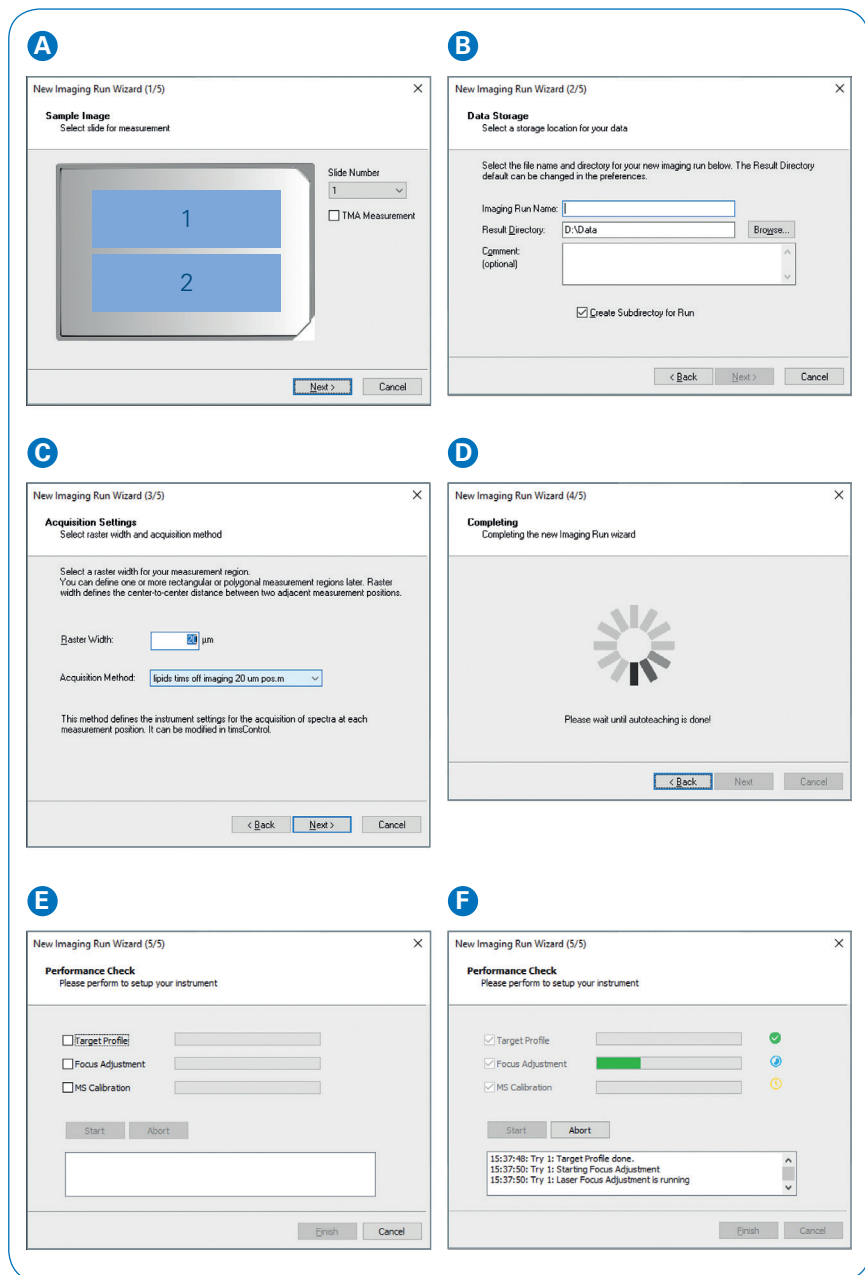 A
New Imaging Run Wizard (1/5)
Sample Image
Select slide for measurement
1
2
Slide Number
1
TMA Measurement
Next >
Cancel
B
New Imaging Run Wizard (2/5)
Data Storage
Select a storage location for your data
Select the file name and directory for your new imaging run below. The Result Directory
default can be changed in the preferences.
Imaging Run Name:
Result Directory:
D:\Data
Browse...
Comment:
(optional)
Create Subdirectoy for Run
< Back
Next >
Cancel
C
New Imaging Run Wizard (3/5)
Acquisition Settings
Select raster width and acquisition method
Select a raster width for your measurement region.
You can define one or more rectangular or polygonal measurement regions later. Raster
width defines the center-to-center distance between two adjacent measurement positions.
Raster Width:
20 µm
Acquisition Method:
lipids tims off imaging 20 um pos.m
This method defines the instrument settings for the acquisition of spectra at each
measurement position. It can be modified in timsControl.
< Back
Next >
Cancel
D
New Imaging Run Wizard (4/5)
Completing
Completing the new Imaging Run wizard
Please wait until autoteaching is done!
< Back
Next
Cancel
E
New Imaging Run Wizard (5/5)
Performance Check
Please perform to setup your instrument
Target Profile
Focus Adjustment
MS Calibration
Start
Abort
Finish
Cancel
F
New Imaging Run Wizard (5/5)
Performance Check
Please perform to setup your instrument
Target Profile
Focus Adjustment
MS Calibration
Start
Abort
15:37:48: Try 1: Target Profile done.
15:37:50: Try 1: Starting Focus Adjustment
15:37:50: Try 1: Laser Focus Adjustment is running
Finish
Cancel